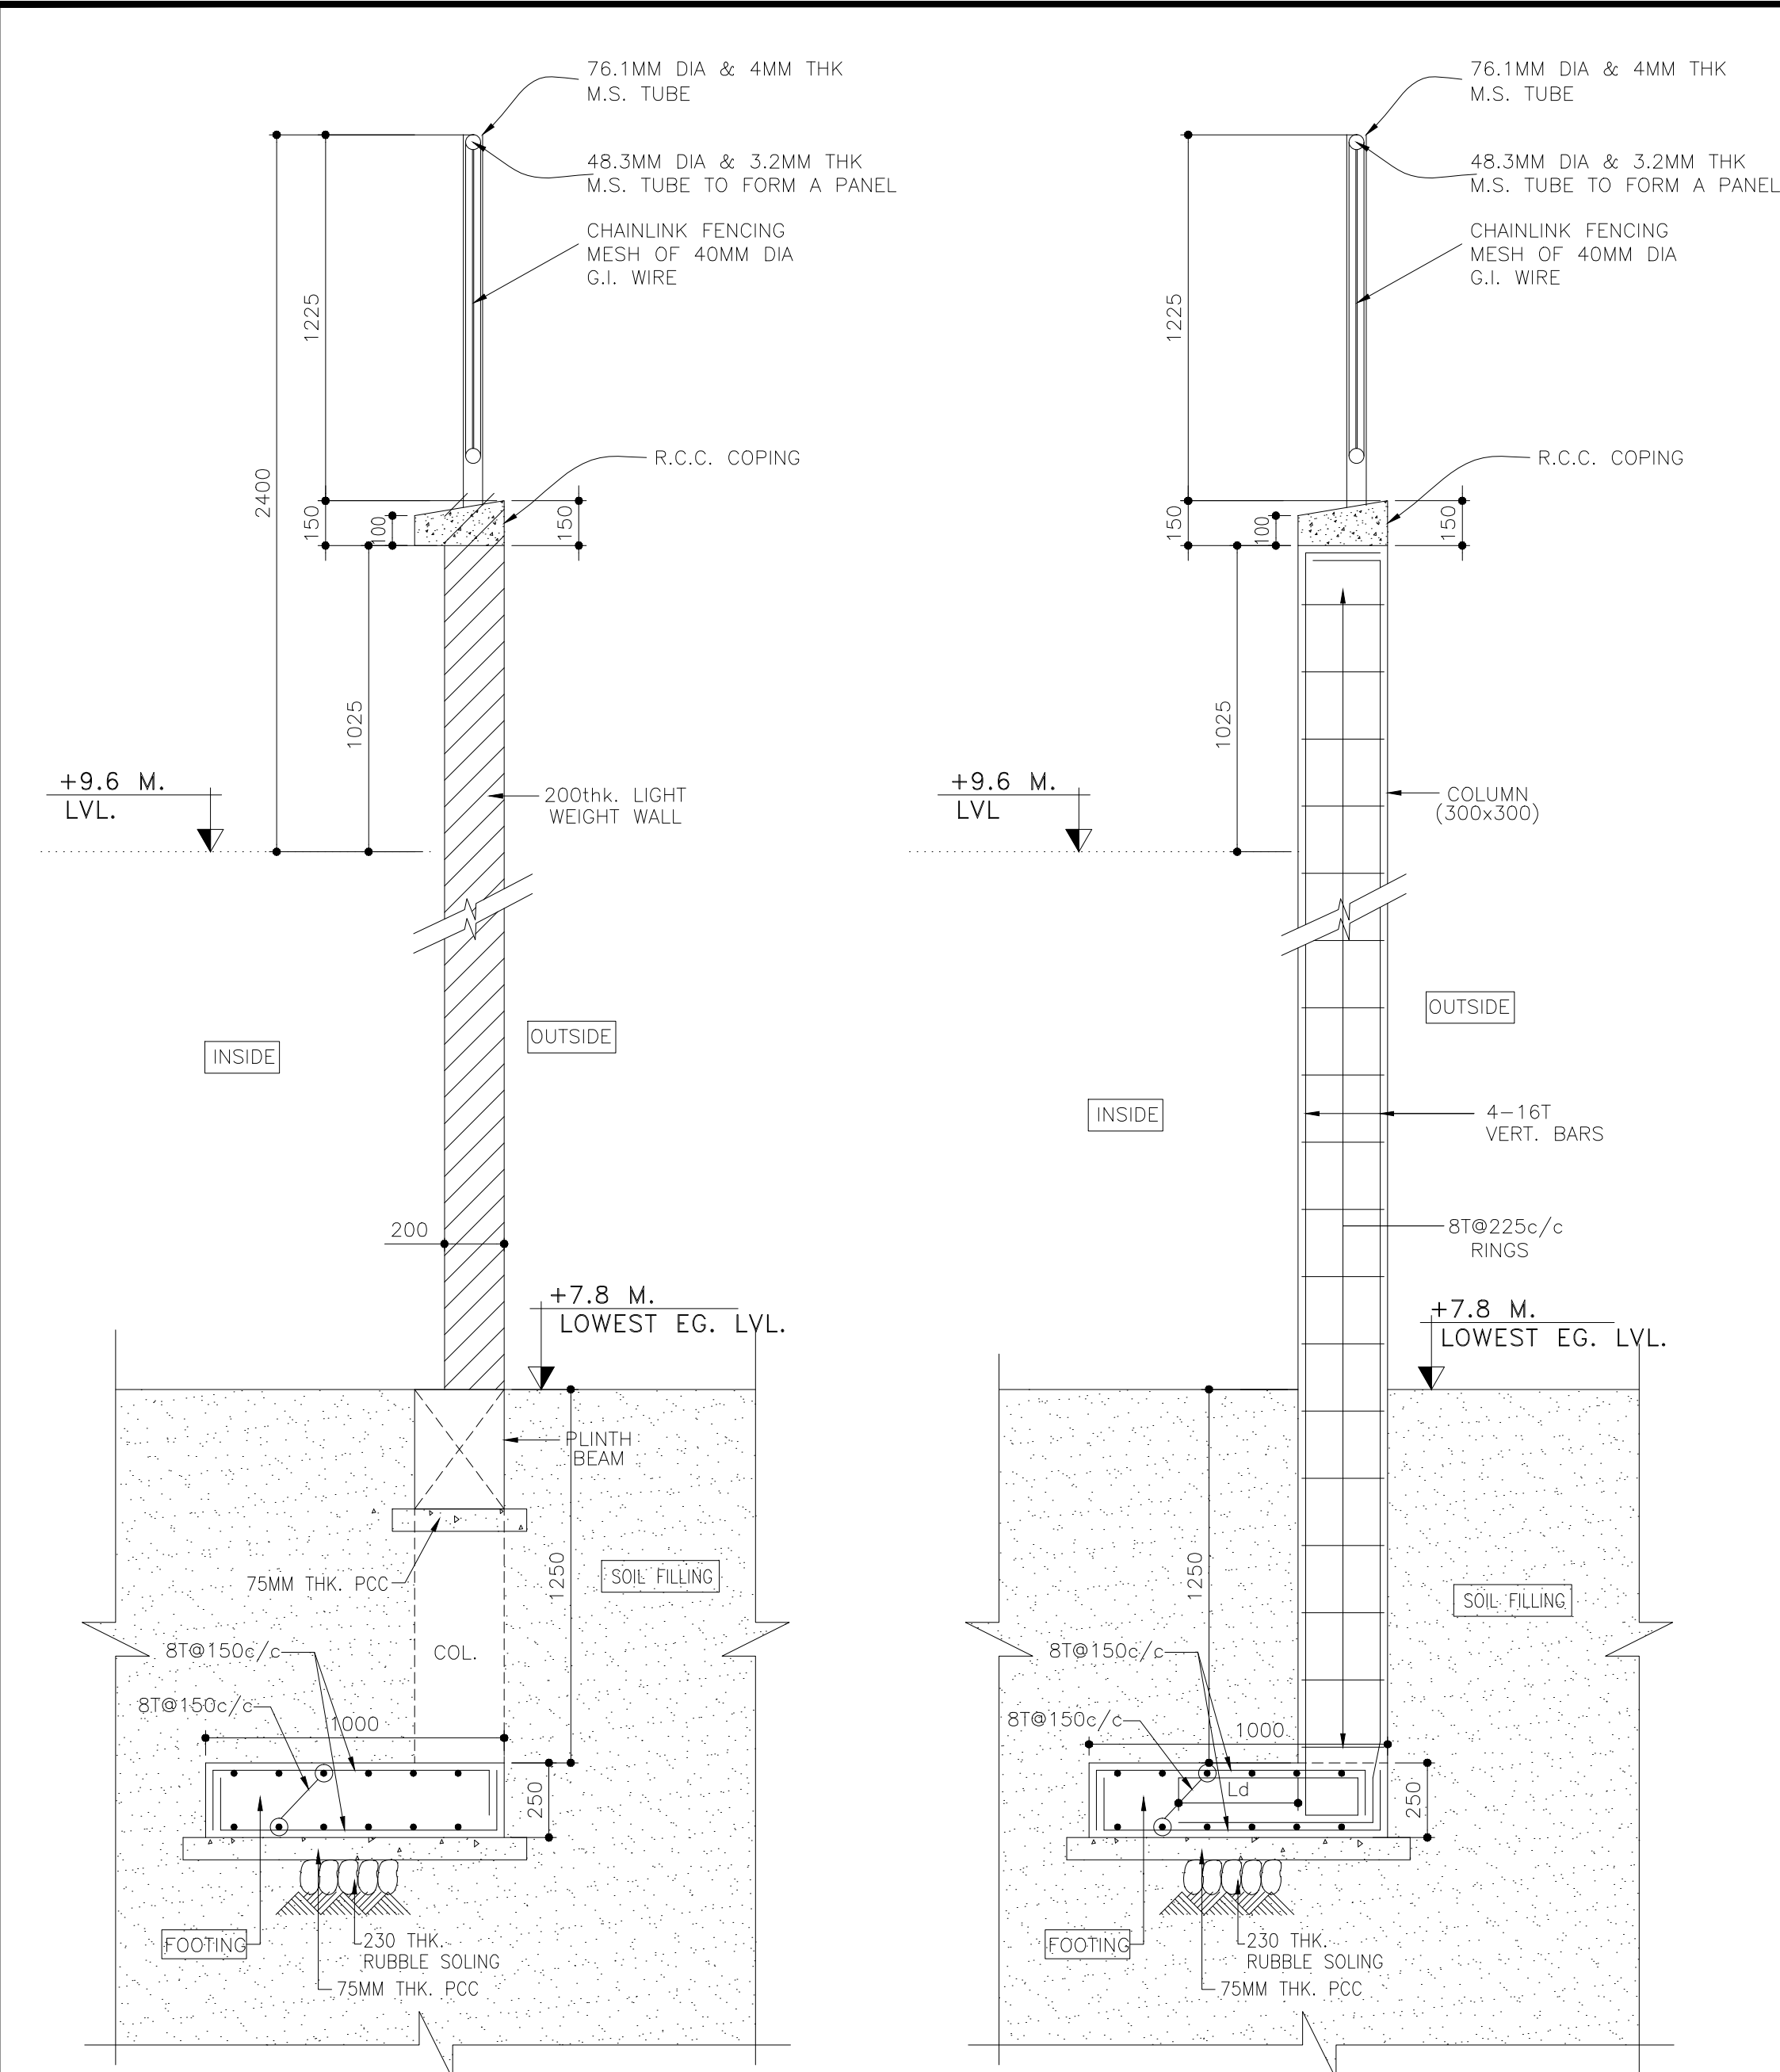 76.1MM DIA & 4MM THK
M.S. TUBE
48.3MM DIA & 3.2MM THK
M.S. TUBE TO FORM A PANEL
CHAINLINK FENCING
MESH OF 40MM DIA
G.I. WIRE
1225
2400
R.C.C. COPING
150
100
150
1025
+9.6 M.
LVL.
200thk. LIGHT
WEIGHT WALL
INSIDE
OUTSIDE
200
+7.8 M.
LOWEST EG. LVL.
PLINTH
BEAM
75MM THK. PCC
1250
SOIL FILLING
COL.
8T@150c/c
8T@150c/c
1000
250
FOOTING
230 THK.
RUBBLE SOLING
75MM THK. PCC
76.1MM DIA & 4MM THK
M.S. TUBE
48.3MM DIA & 3.2MM THK
M.S. TUBE TO FORM A PANEL
CHAINLINK FENCING
MESH OF 40MM DIA
G.I. WIRE
1225
R.C.C. COPING
150
100
150
1025
+9.6 M.
LVL
COLUMN
(300x300)
OUTSIDE
INSIDE
4-16T
VERT. BARS
8T@225c/c
RINGS
+7.8 M.
LOWEST EG. LVL.
1250
SOIL FILLING
8T@150c/c
8T@150c/c
1000
Ld
250
FOOTING
230 THK.
RUBBLE SOLING
75MM THK. PCC